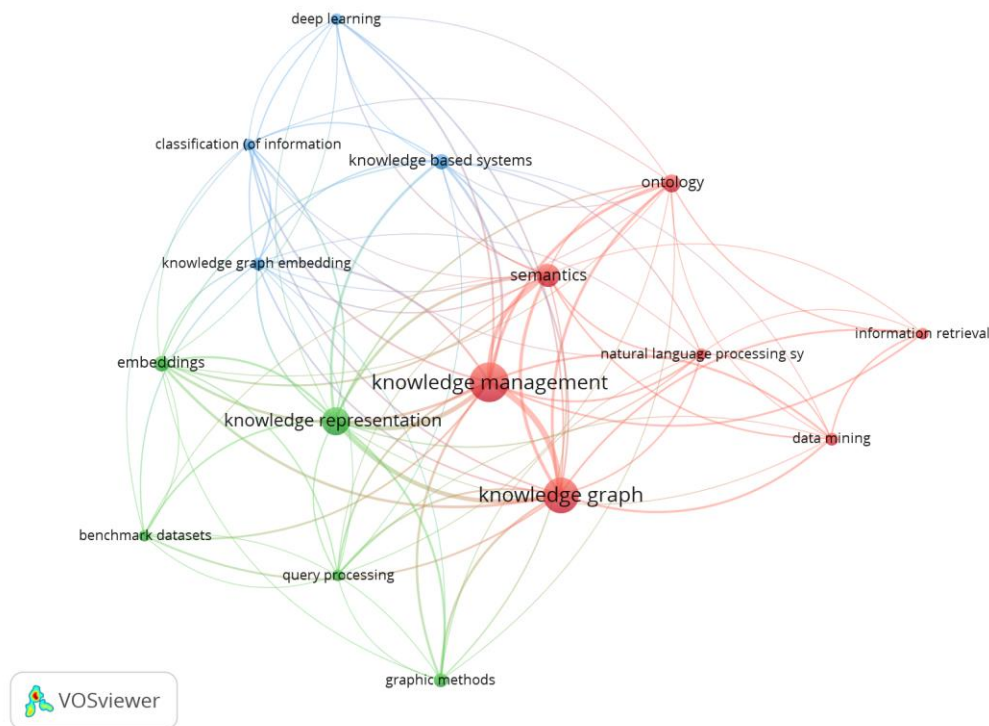 deep learning
classification (of information
knowledge based systems
ontology
knowledge graph embedding
semantics
information retrieval
natural language processing sy
embeddings
knowledge management
knowledge representation
data mining
knowledge graph
benchmark datasets
query processing
graphic methods
VOSviewer